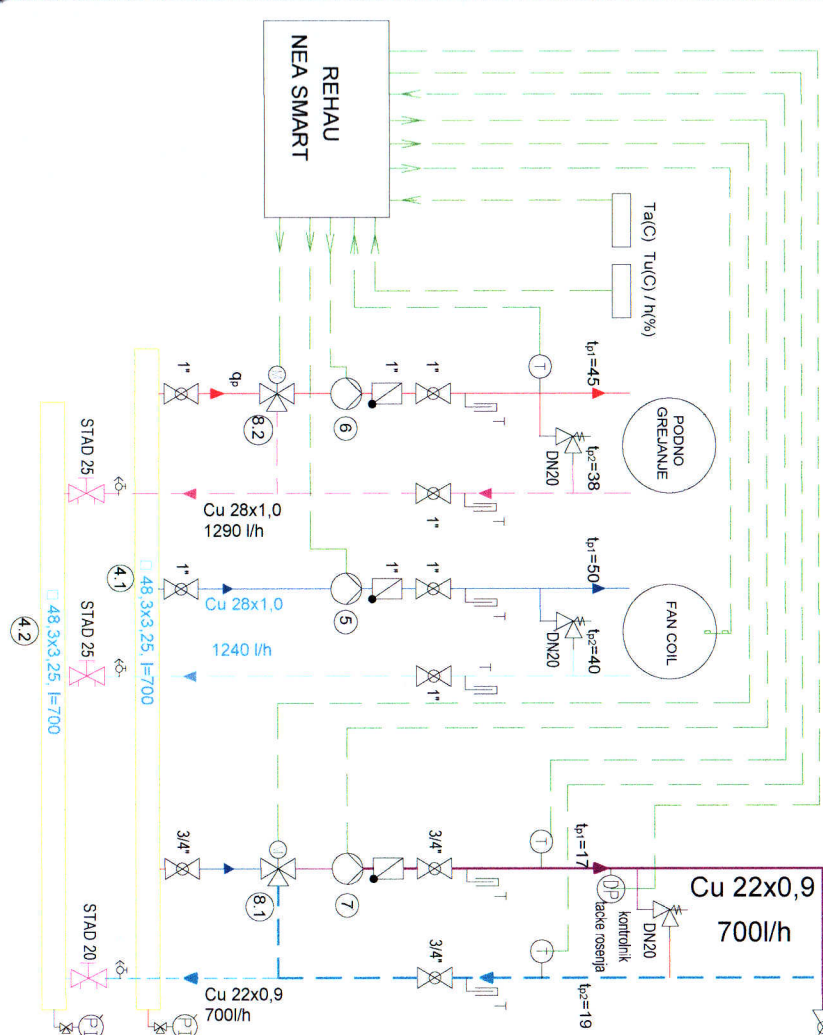 REHAU
NEA SMART
Ta(C)
Tu(C) / h(%)
1"
qp
M
8.2
6
1"
1"
T
tp1=45
T
PODNO
GREJANJE
STAD 25
Cu 28x1,0
1290 l/h
1"
T
tp2=38
DN20
4.1
□ 48,3x3,25, l=700
1"
Cu 28x1,0
5
1"
1"
T
tp1=50
FAN COIL
4.2
□ 48,3x3,25, l=700
STAD 25
1240 l/h
1"
T
tp2=40
DN20
3/4"
8.1
7
3/4"
T
T
tp1=17
DP
kontrolnik
tacke rosenja
DN20
Cu 22x0,9
700l/h
STAD 20
Cu 22x0,9
700l/h
3/4"
T
T
tp2=19
PI
PI